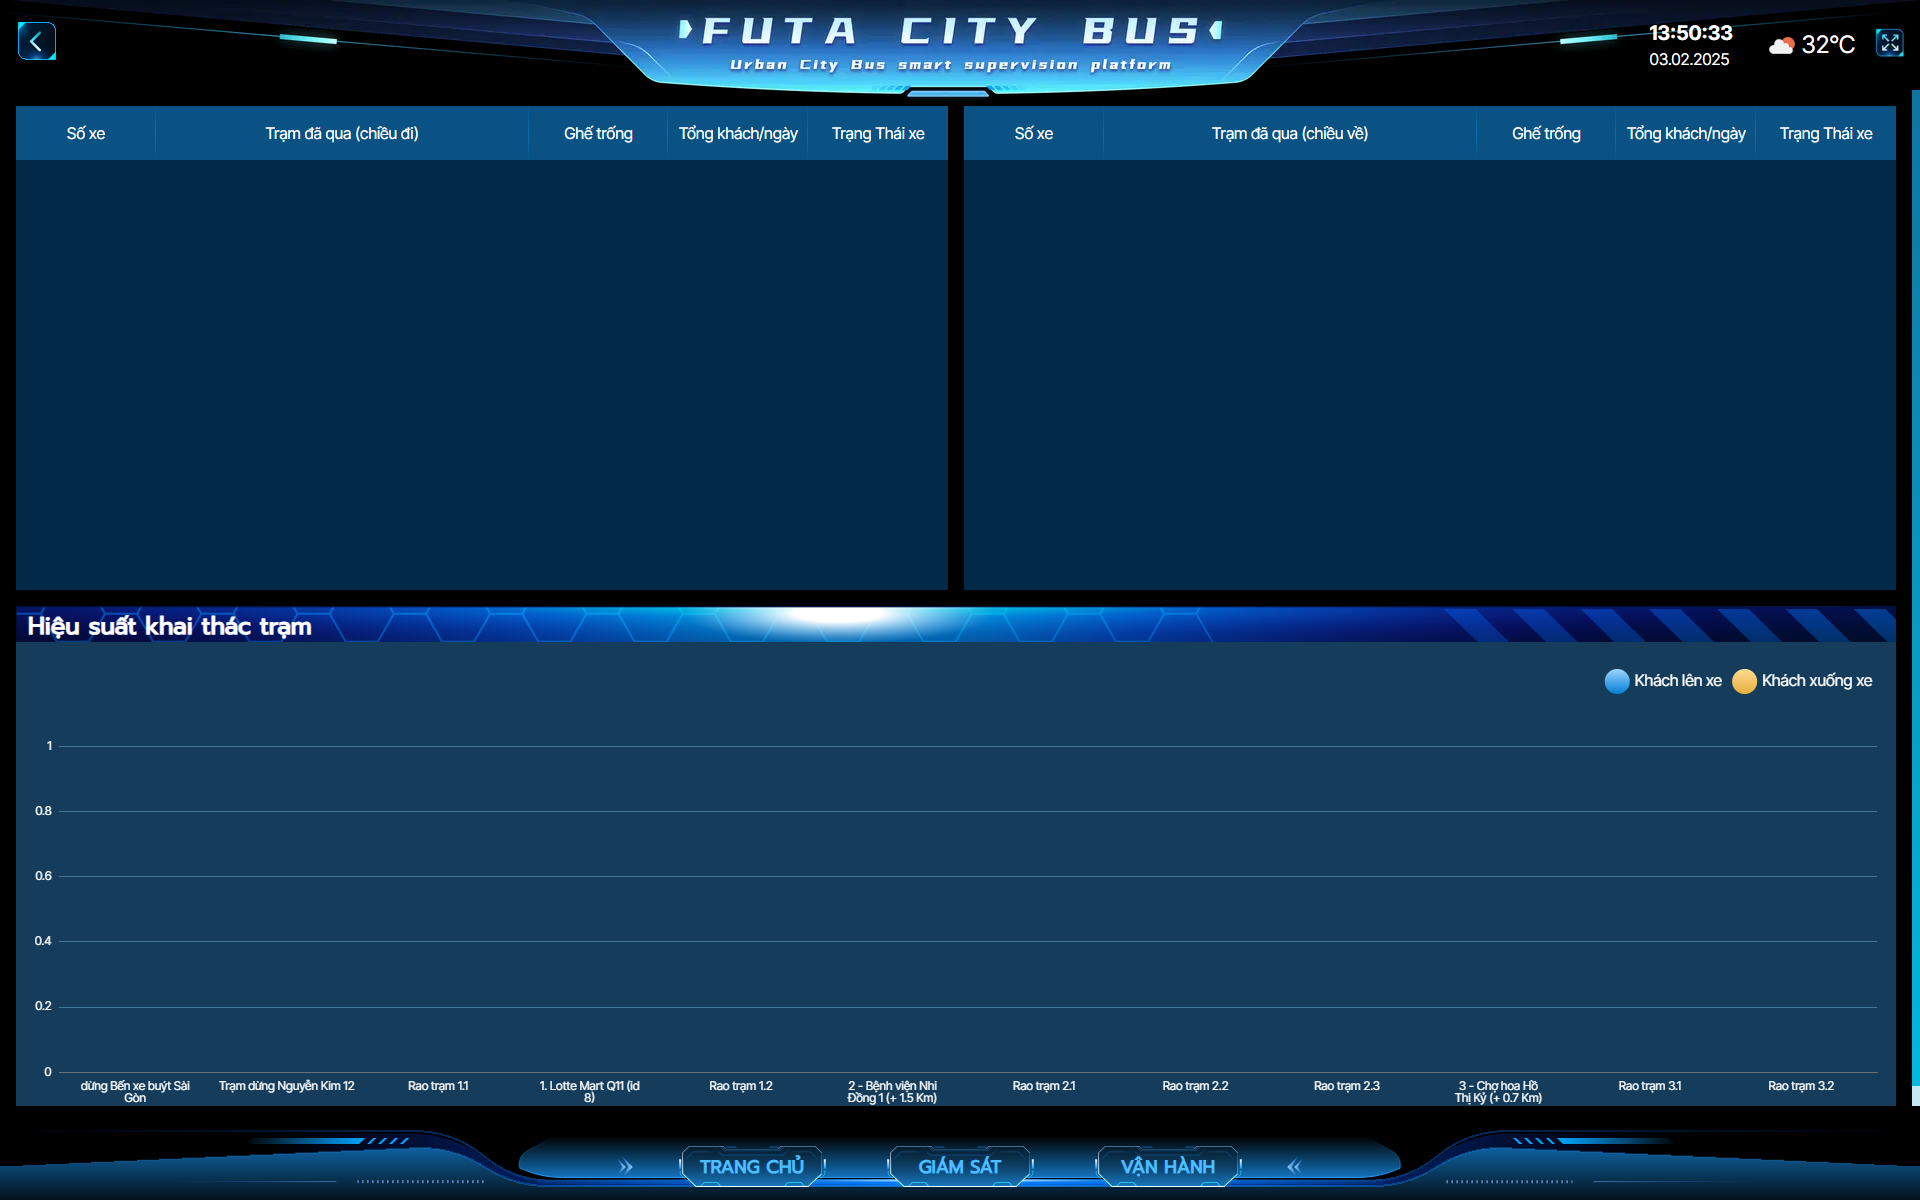 FUTA CITY BUS
Urban City Bus smart supervision platform
13:50:33
03.02.2025
32°C
Số xe
Trạm đã qua (chiều đi)
Ghế trống
Tổng khách/ngày
Trạng Thái xe
Số xe
Trạm đã qua (chiều về)
Ghế trống
Tổng khách/ngày
Trạng Thái xe
Hiệu suất khai thác trạm
Khách lên xe
Khách xuống xe
1
0.8
0.6
0.4
0.2
0
dừng Bến xe buýt Sài
Gòn
Trạm dừng Nguyễn Kim 12
Rao trạm 1.1
1. Lotte Mart Q11 (id
8)
Rao trạm 1.2
2 - Bệnh viện Nhi
Đồng 1 (+ 1.5 Km)
Rao trạm 2.1
Rao trạm 2.2
Rao trạm 2.3
3 - Chợ hoa Hồ
Thị Kỷ (+ 0.7 Km)
Rao trạm 3.1
Rao trạm 3.2
TRANG CHỦ
GIÁM SÁT
VẬN HÀNH